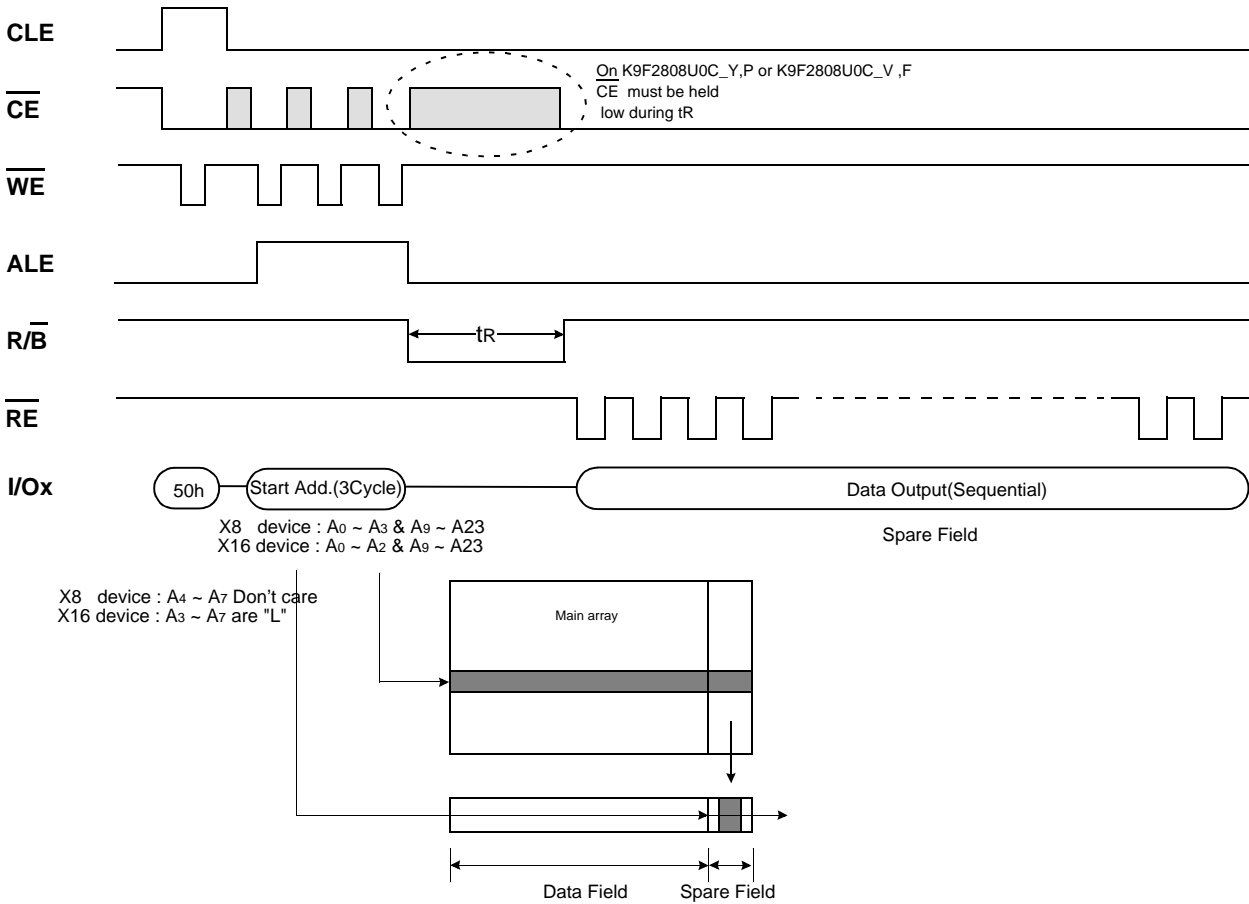 CLE
On K9F2808U0C_Y,P or K9F2808U0C_V ,F
CE must be held
low during tR
CE
WE
ALE
R/B
tR
RE
I/Ox
50h
Start Add.(3Cycle)
Data Output(Sequential)
X8 device : A0 ~ A3 & A9 ~ A23
X16 device : A0 ~ A2 & A9 ~ A23
Spare Field
X8 device : A4 ~ A7 Don't care
X16 device : A3 ~ A7 are "L"
Main array
Data Field
Spare Field